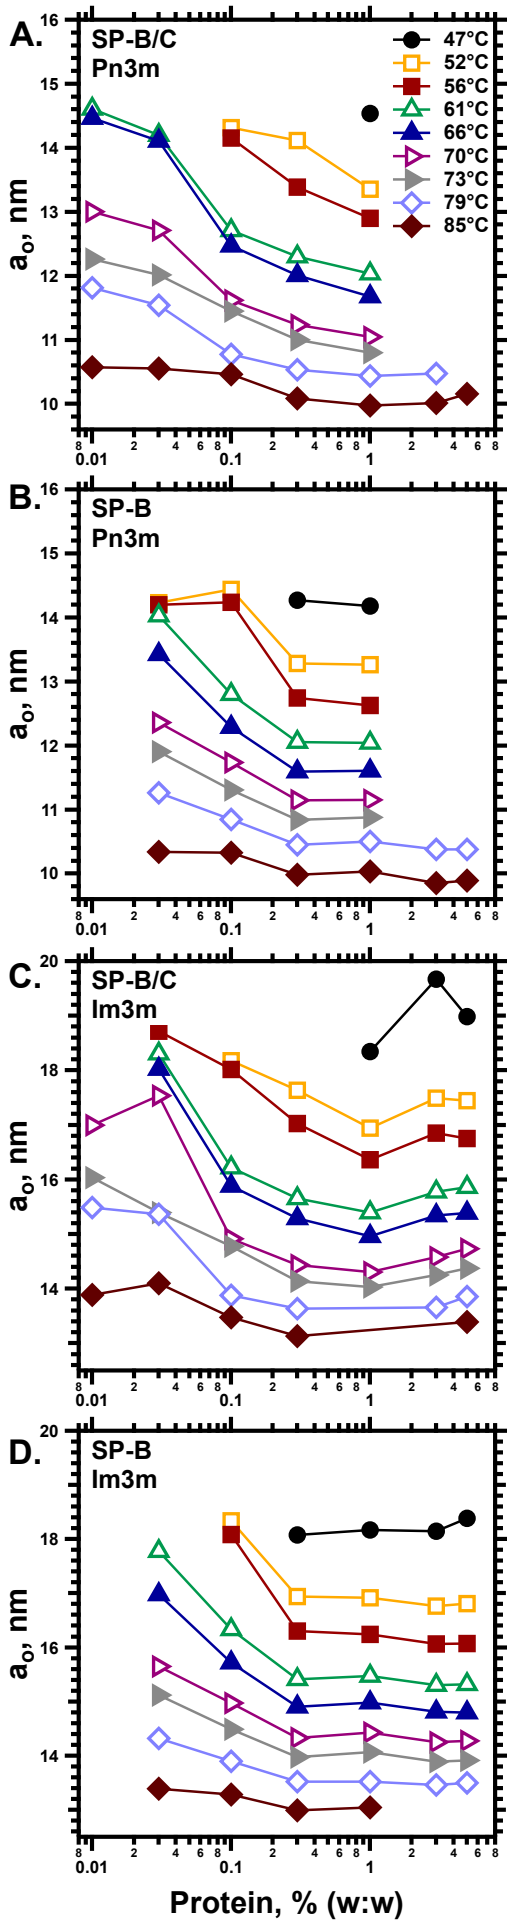 A.
SP-B/C
Pn3m
47°C
52°C
56°C
61°C
66°C
70°C
73°C
79°C
85°C
16
15
14
13
12
11
10
aₒ, nm
8 2 4 6 8 2 4 6 8 2 4 6 8
0.01 0.1 1
B.
SP-B
Pn3m
16
15
14
13
12
11
10
aₒ, nm
8 2 4 6 8 2 4 6 8 2 4 6 8
0.01 0.1 1
C.
SP-B/C
Im3m
20
18
16
14
aₒ, nm
8 2 4 6 8 2 4 6 8 2 4 6 8
0.01 0.1 1
D.
SP-B
Im3m
20
18
16
14
aₒ, nm
8 2 4 6 8 2 4 6 8 2 4 6 8
0.01 0.1 1
Protein, % (w:w)